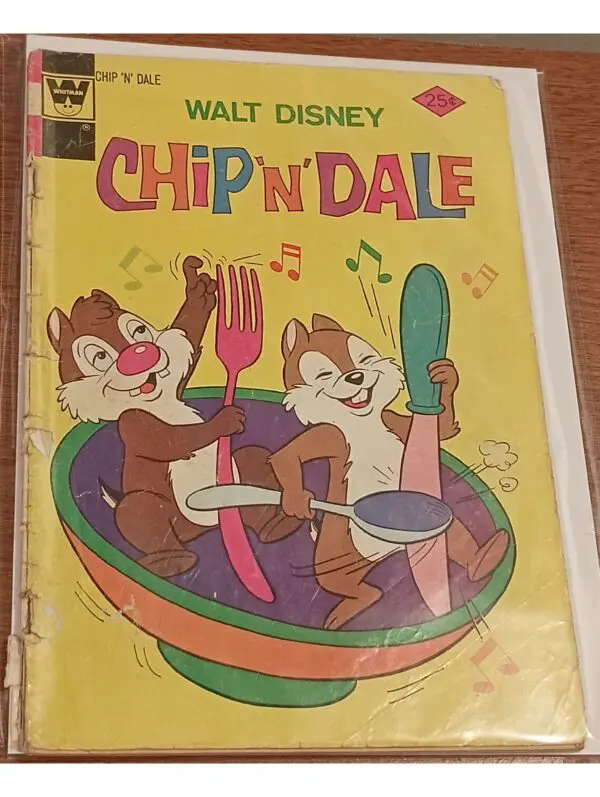 WHITMAN
®
CHIP 'N' DALE
25¢
WALT DISNEY
CHiP 'N' DALE